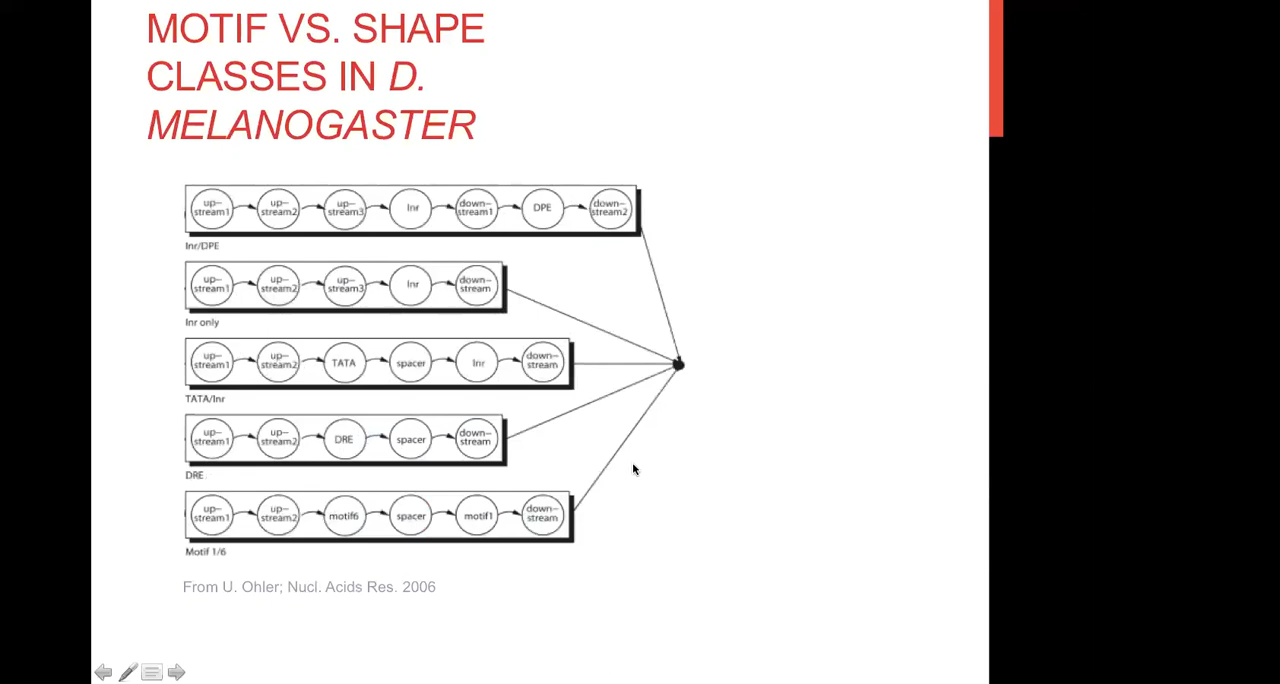 MOTIF VS. SHAPE
CLASSES IN D.
MELANOGASTER
up-stream1 up-stream2 up-stream3 Inr down-stream1 DPE down-stream2
Inr/DPE
up-stream1 up-stream2 up-stream3 Inr down-stream
Inr only
up-stream1 up-stream2 TATA spacer Inr down-stream
TATA/Inr
up-stream1 up-stream2 DRE spacer down-stream
DRE
up-stream1 up-stream2 motif6 spacer motif1 down-stream
Motif 1/6
From U. Ohler; Nucl. Acids Res. 2006